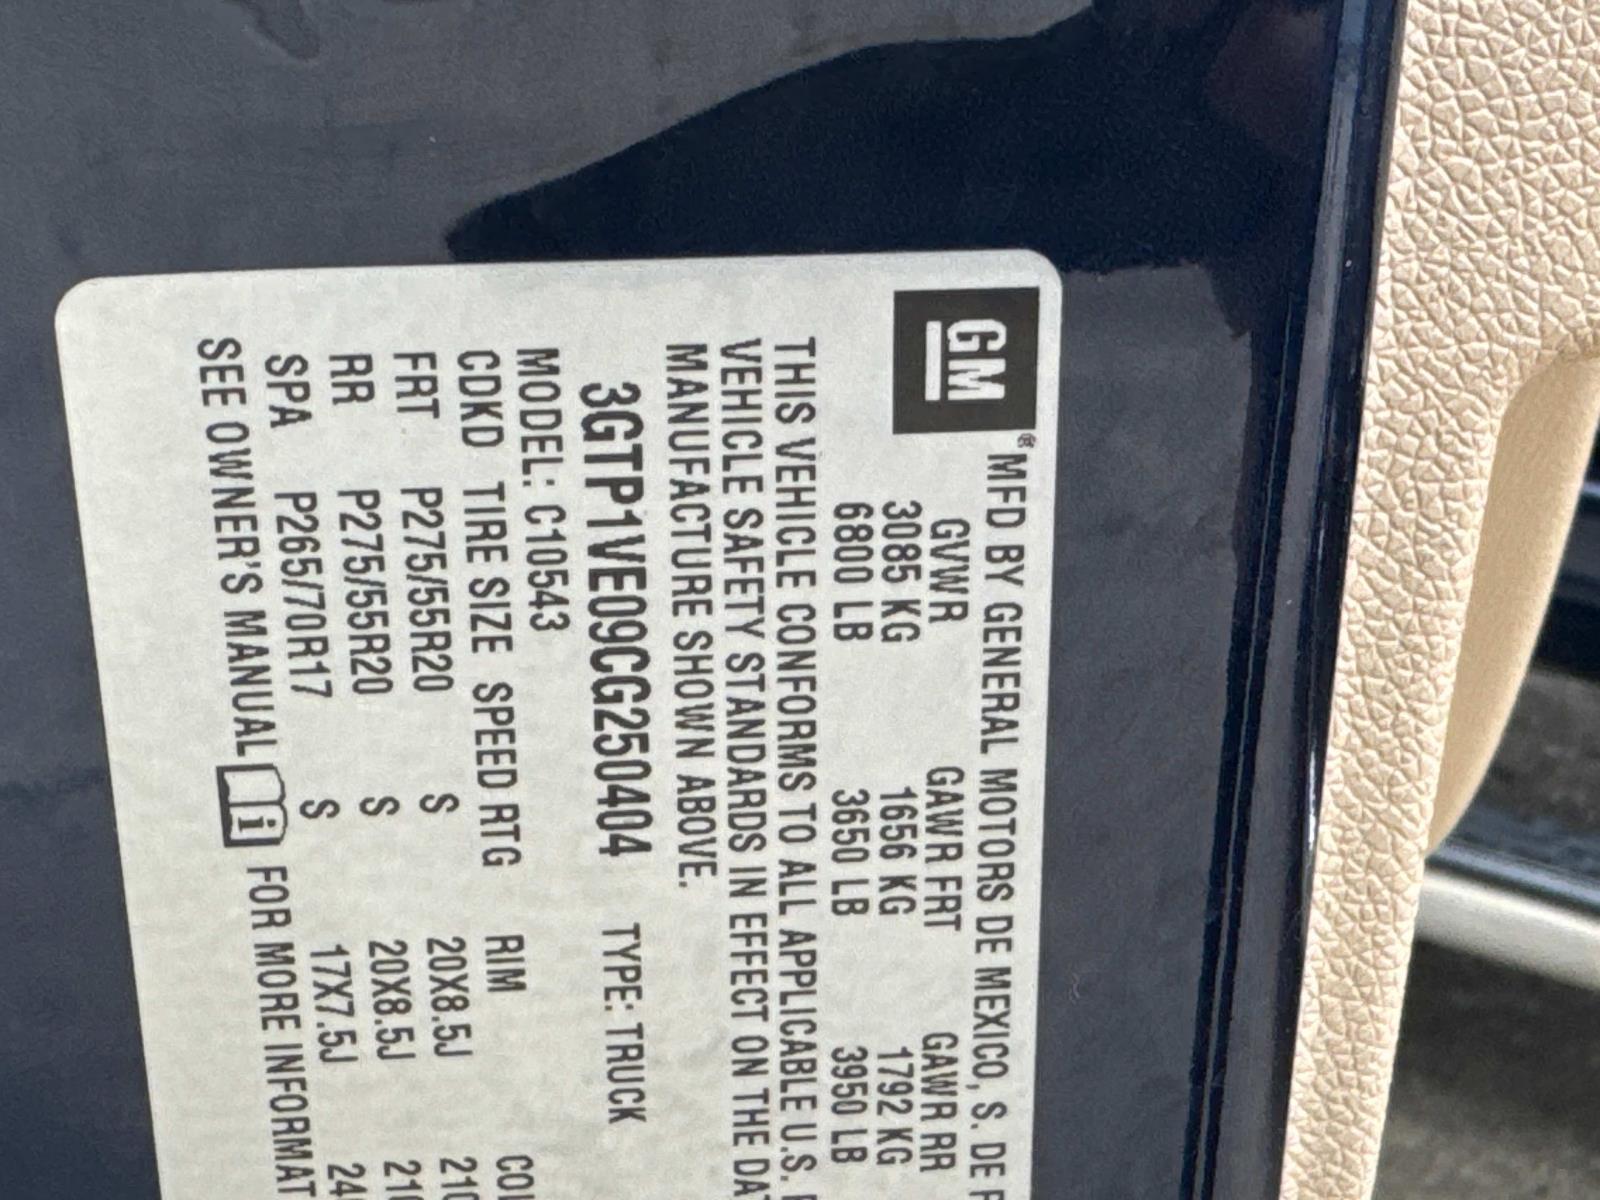 GM
® MFD BY GENERAL MOTORS DE MEXICO, S. DE
GVWR GAWR FRT GAWR RR
3085 KG 1656 KG 1792 KG
6800 LB 3650 LB 3950 LB
THIS VEHICLE CONFORMS TO ALL APPLICABLE U.S.
VEHICLE SAFETY STANDARDS IN EFFECT ON THE
MANUFACTURE SHOWN ABOVE.
3GTP1VE09CG250404 TYPE: TRUCK
MODEL: C10543
CDKD TIRE SIZE SPEED RTG RIM
FRT P275/55R20 S 20X8.5J
RR P275/55R20 S 20X8.5J
SPA P265/70R17 S 17X7.5J
SEE OWNER'S MANUAL i FOR MORE